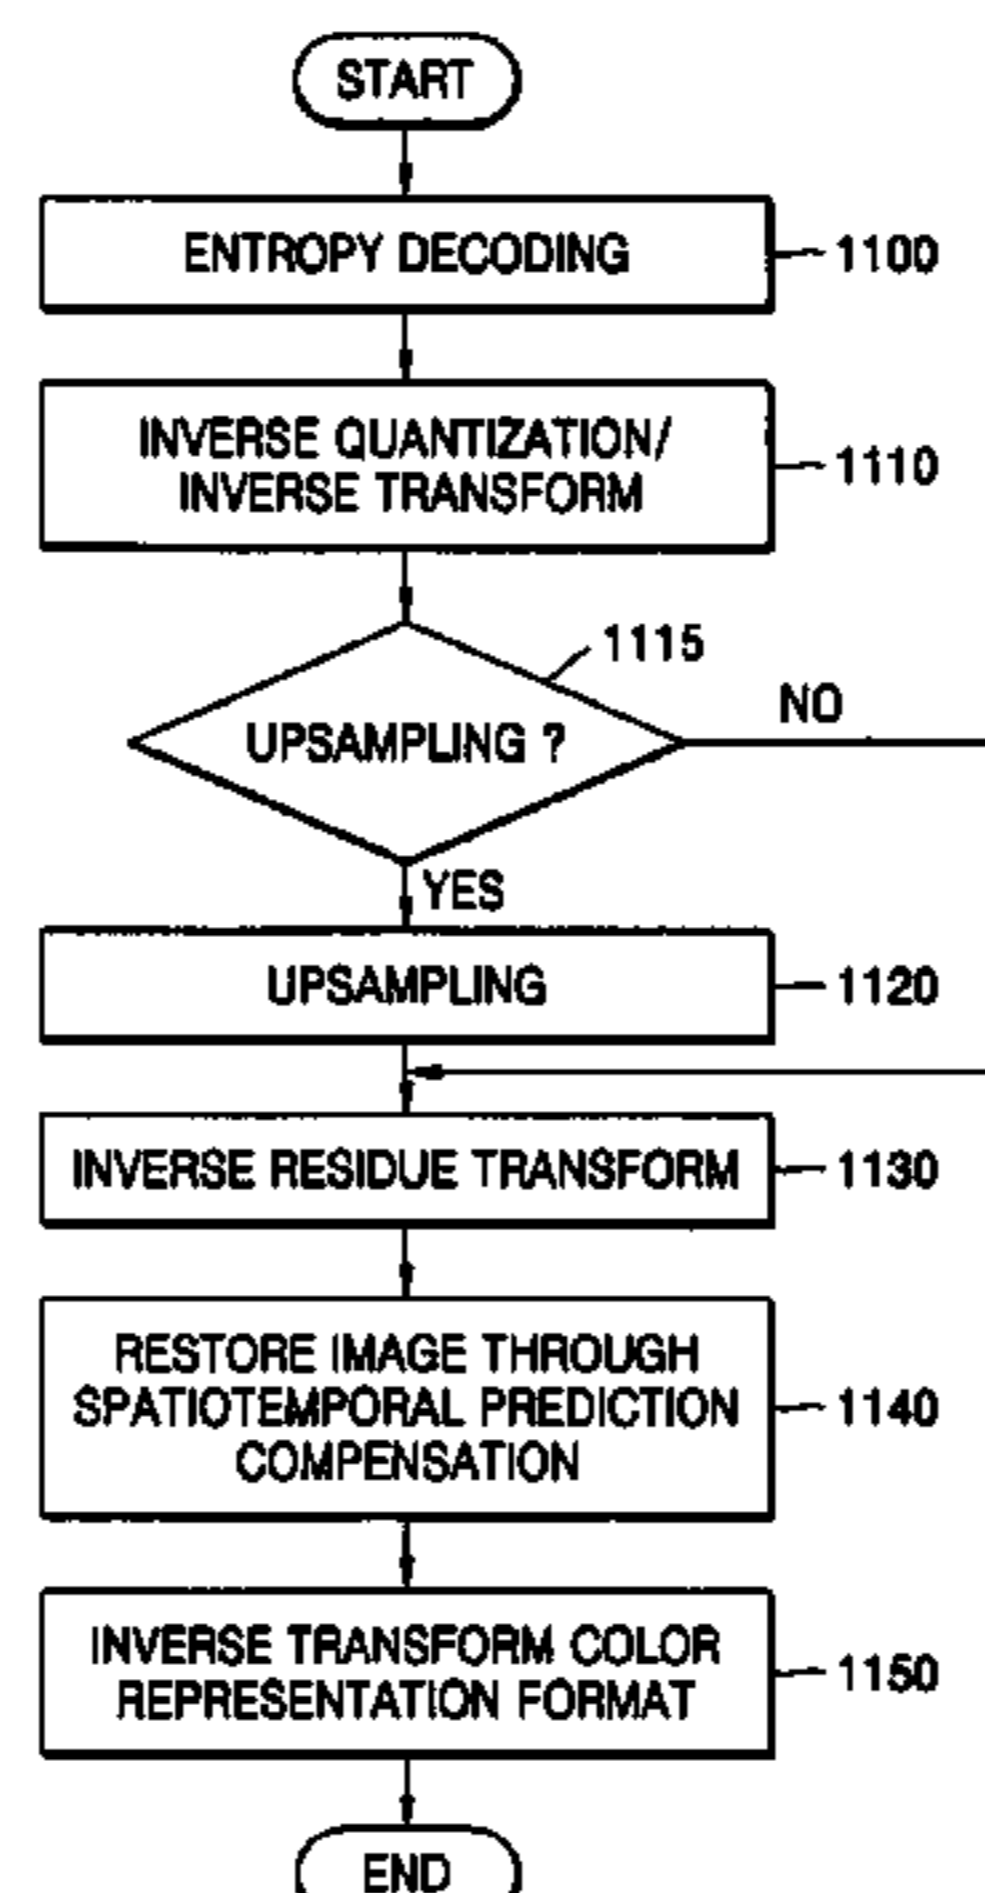 START
ENTROPY DECODING
1100
INVERSE QUANTIZATION/
INVERSE TRANSFORM
1110
1115
UPSAMPLING ?
NO
YES
UPSAMPLING
1120
INVERSE RESIDUE TRANSFORM
1130
RESTORE IMAGE THROUGH
SPATIOTEMPORAL PREDICTION
COMPENSATION
1140
INVERSE TRANSFORM COLOR
REPRESENTATION FORMAT
1150
END